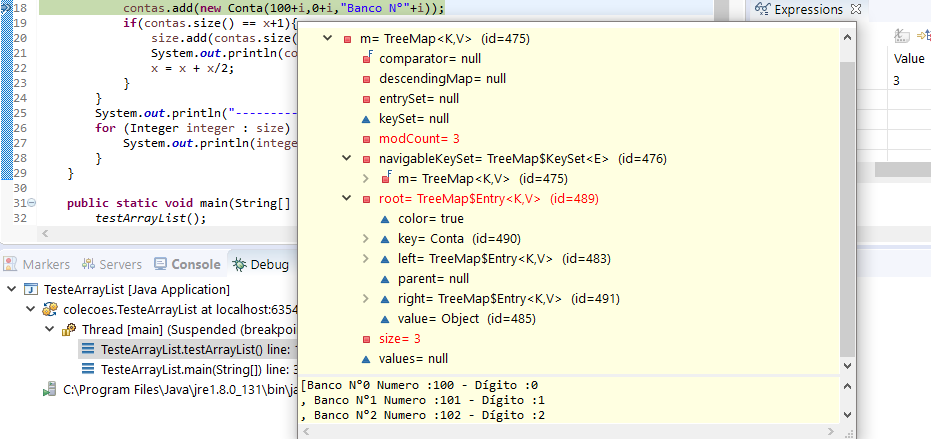 18 contas.add(new Conta(100+i,0+i,"Banco Nº"+i));
19 if(contas.size() == x+1){
20 size.add(contas.size(
21 System.out.println(co
22 x = x + x/2;
23 }
24 }
25 System.out.println("----------
26 for (Integer integer : size)
27 System.out.println(intege
28 }
29 }
30
31 public static void main(String[]
32 testArrayList();
Expressions
Value
3
m= TreeMap<K,V> (id=475)
comparator= null
descendingMap= null
entrySet= null
keySet= null
modCount= 3
navigableKeySet= TreeMap$KeySet<E> (id=476)
m= TreeMap<K,V> (id=475)
root= TreeMap$Entry<K,V> (id=489)
color= true
key= Conta (id=490)
left= TreeMap$Entry<K,V> (id=483)
parent= null
right= TreeMap$Entry<K,V> (id=491)
value= Object (id=485)
size= 3
values= null
[Banco Nº0 Numero :100 - Dígito :0
, Banco Nº1 Numero :101 - Dígito :1
, Banco Nº2 Numero :102 - Dígito :2
Markers Servers Console Debug
TesteArrayList [Java Application]
colecoes.TesteArrayList at localhost:6354
Thread [main] (Suspended (breakpoi
TesteArrayList.testArrayList() line: 1
TesteArrayList.main(String[]) line: 3
C:\Program Files\Java\jre1.8.0_131\bin\ja